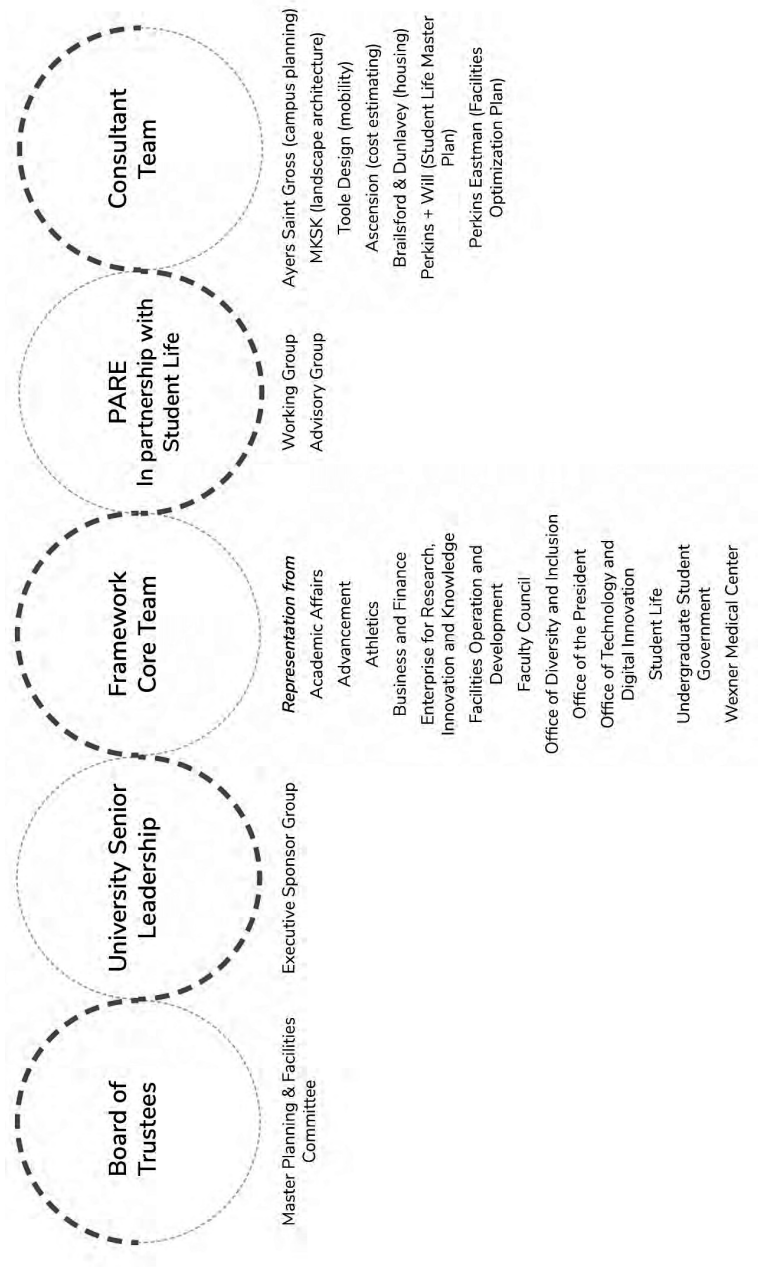 Board of
Trustees
Master Planning & Facilities
Committee
University Senior
Leadership
Executive Sponsor Group
Framework
Core Team
Representation from
Academic Affairs
Advancement
Athletics
Business and Finance
Enterprise for Research,
Innovation and Knowledge
Facilities Operation and
Development
Faculty Council
Office of Diversity and Inclusion
Office of the President
Office of Technology and
Digital Innovation
Student Life
Undergraduate Student
Government
Wexner Medical Center
PARE
In partnership with
Student Life
Working Group
Advisory Group
Consultant
Team
Ayers Saint Gross (campus planning)
MKSK (landscape architecture)
Toole Design (mobility)
Ascension (cost estimating)
Brailsford & Dunlavey (housing)
Perkins + Will (Student Life Master
Plan)
Perkins Eastman (Facilities
Optimization Plan)